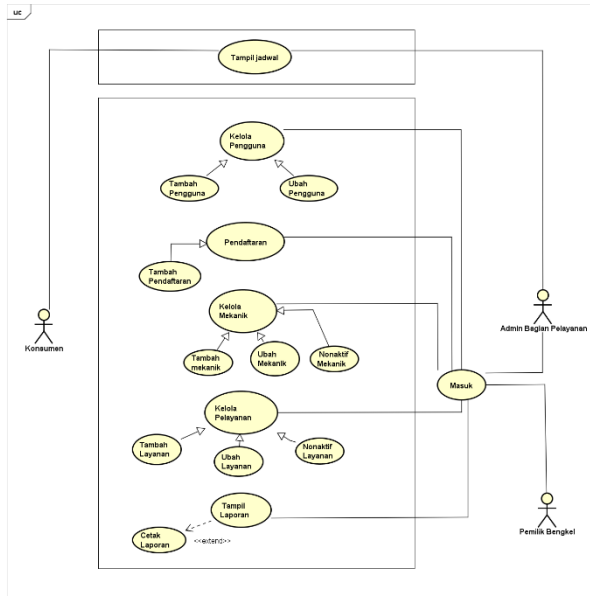 uc
Tampil jadwal
Kelola
Pengguna
Tambah
Pengguna
Ubah
Pengguna
Pendaftaran
Tambah
Pendaftaran
Kelola
Mekanik
Tambah
mekanik
Ubah
Mekanik
Nonaktif
Mekanik
Konsumen
Admin Bagian Pelayanan
Masuk
Kelola
Pelayanan
Tambah
Layanan
Ubah
Layanan
Nonaktif
Layanan
Tampil
Laporan
Cetak
Laporan
<<extend>>
Pemilik Bengkel